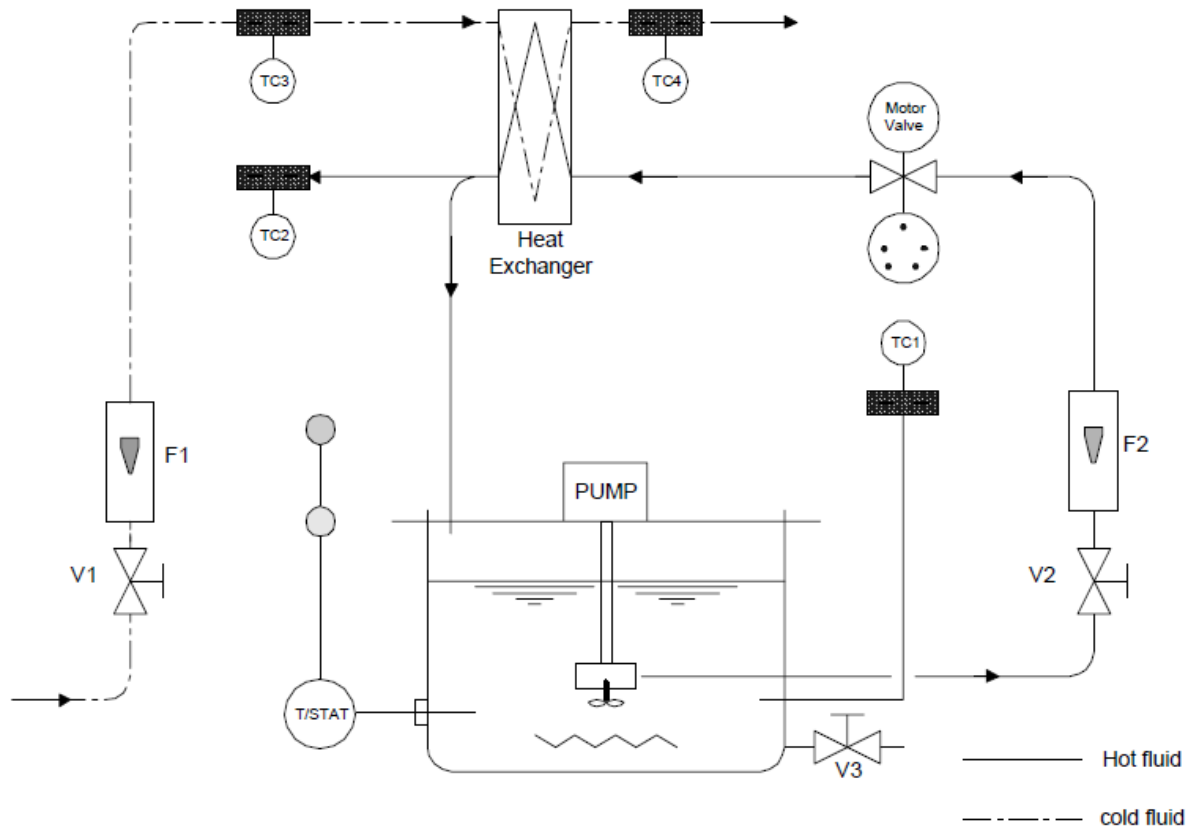 TC3
TC4
Motor
Valve
TC2
Heat
Exchanger
TC1
F1
F2
PUMP
V1
V2
T/STAT
V3
Hot fluid
cold fluid